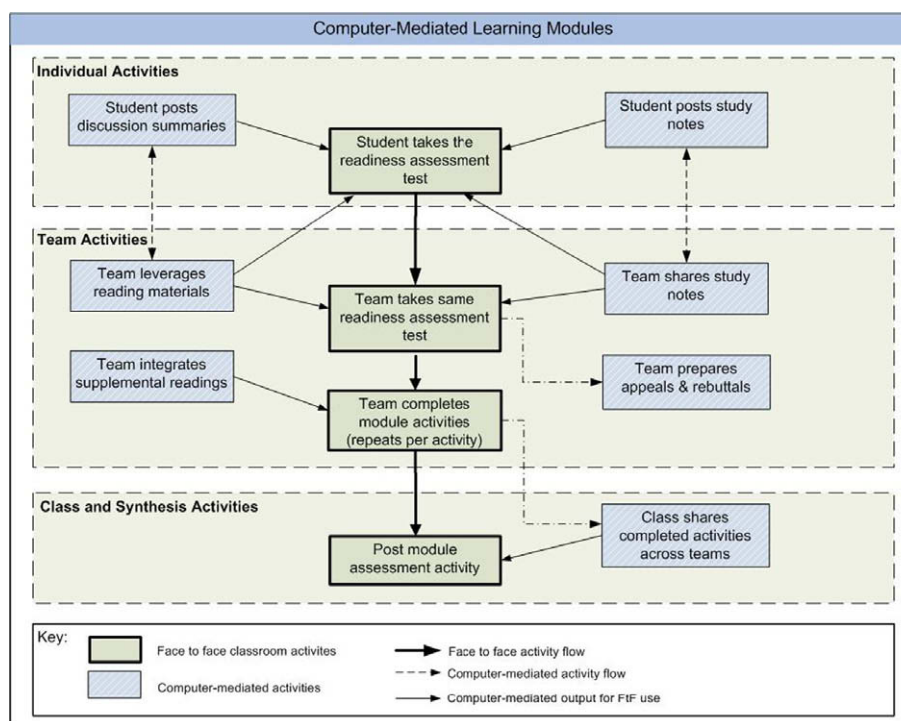 Computer-Mediated Learning Modules
Individual Activities
Student posts
discussion summaries
Student posts study
notes
Student takes the
readiness assessment
test
Team Activities
Team leverages
reading materials
Team shares study
notes
Team takes same
readiness assessment
test
Team integrates
supplemental readings
Team prepares
appeals & rebuttals
Team completes
module activities
(repeats per activity)
Class and Synthesis Activities
Class shares
completed activities
across teams
Post module
assessment activity
Key:
Face to face classroom activites
Face to face activity flow
Computer-mediated activity flow
Computer-mediated activities
Computer-mediated output for FtF use